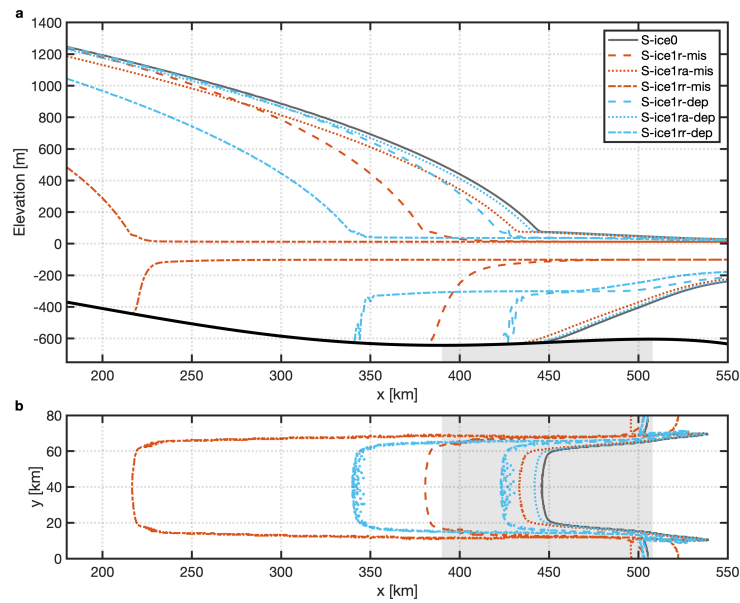 a
1400
1200
1000
800
600
400
200
0
-200
-400
-600
Elevation [m]
S-ice0
S-ice1r-mis
S-ice1ra-mis
S-ice1rr-mis
S-ice1r-dep
S-ice1ra-dep
S-ice1rr-dep
200 250 300 350 400 450 500 550
x [km]
b
80
60
40
20
0
y [km]
200 250 300 350 400 450 500 550
x [km]